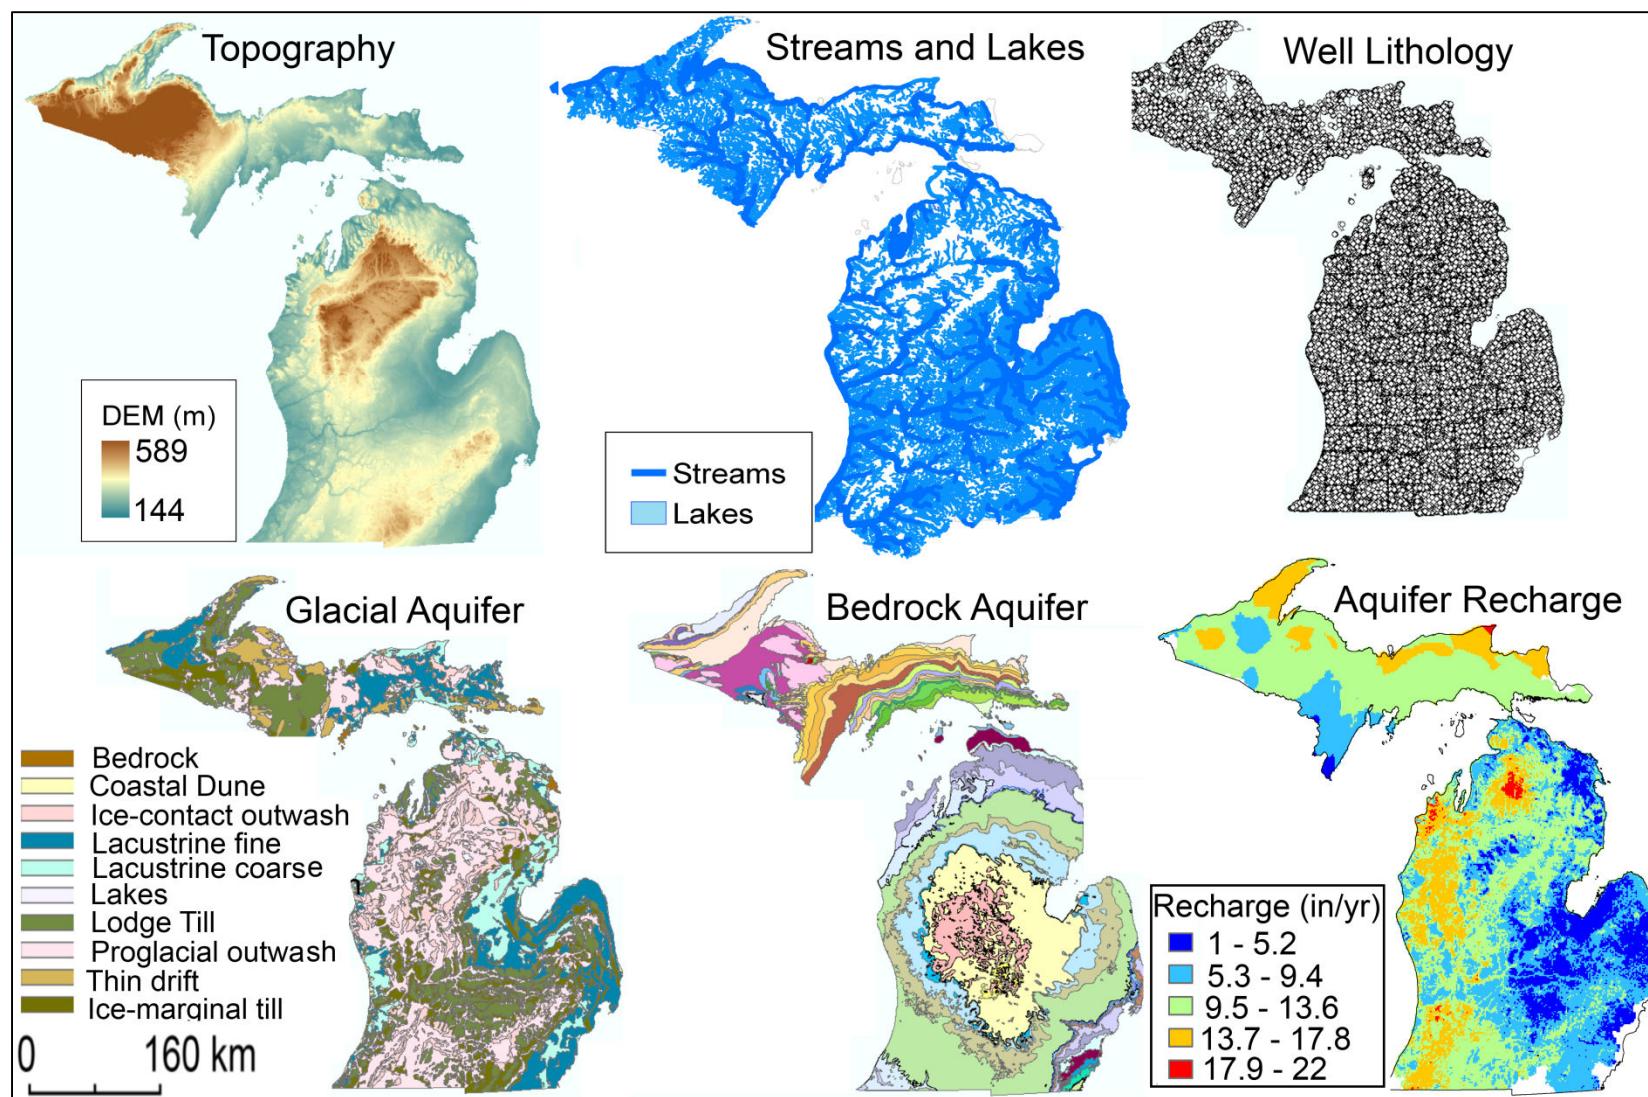 Topography
Streams and Lakes
Well Lithology
DEM (m)
589
144
Streams
Lakes
Glacial Aquifer
Bedrock Aquifer
Aquifer Recharge
Bedrock
Coastal Dune
Ice-contact outwash
Lacustrine fine
Lacustrine coarse
Lakes
Lodge Till
Proglacial outwash
Thin drift
Ice-marginal till
0 160 km
Recharge (in/yr)
1 - 5.2
5.3 - 9.4
9.5 - 13.6
13.7 - 17.8
17.9 - 22